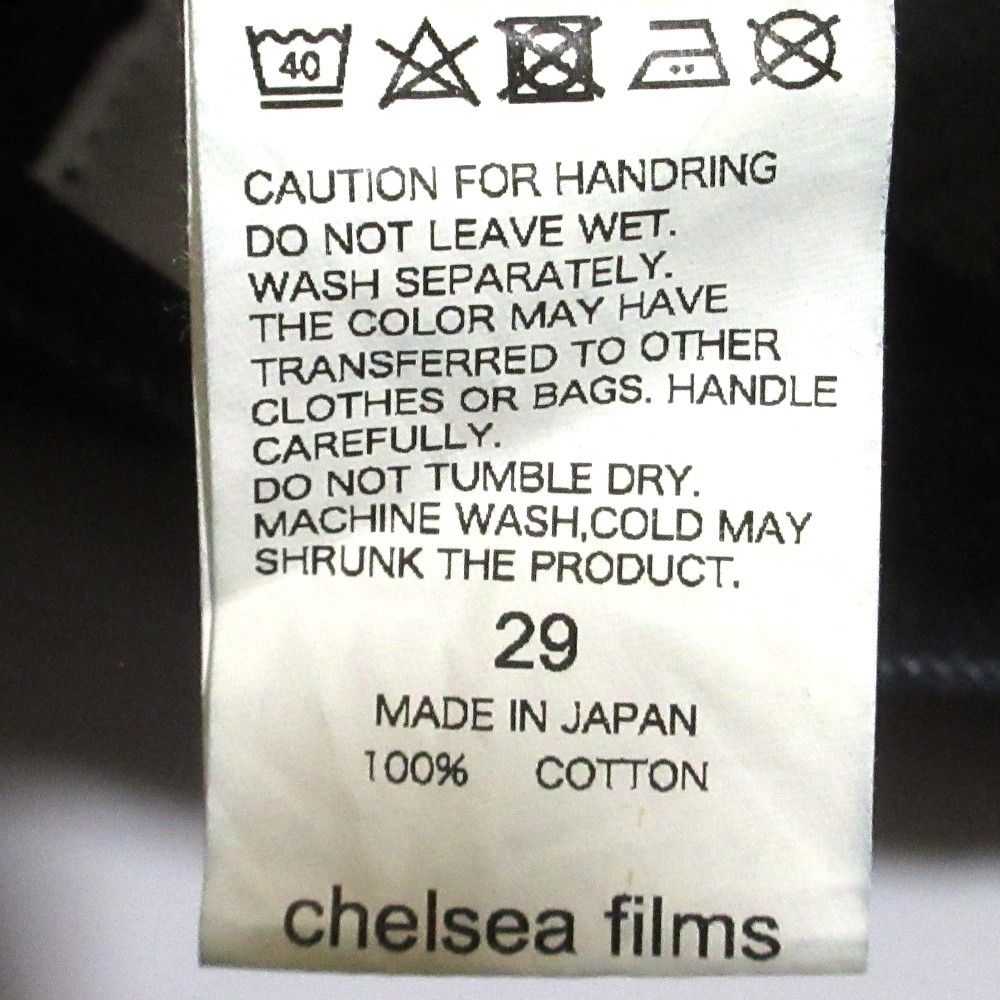 40
CAUTION FOR HANDRING
DO NOT LEAVE WET.
WASH SEPARATELY.
THE COLOR MAY HAVE
TRANSFERRED TO OTHER
CLOTHES OR BAGS. HANDLE
CAREFULLY.
DO NOT TUMBLE DRY.
MACHINE WASH,COLD MAY
SHRUNK THE PRODUCT.
29
MADE IN JAPAN
100% COTTON
chelsea films